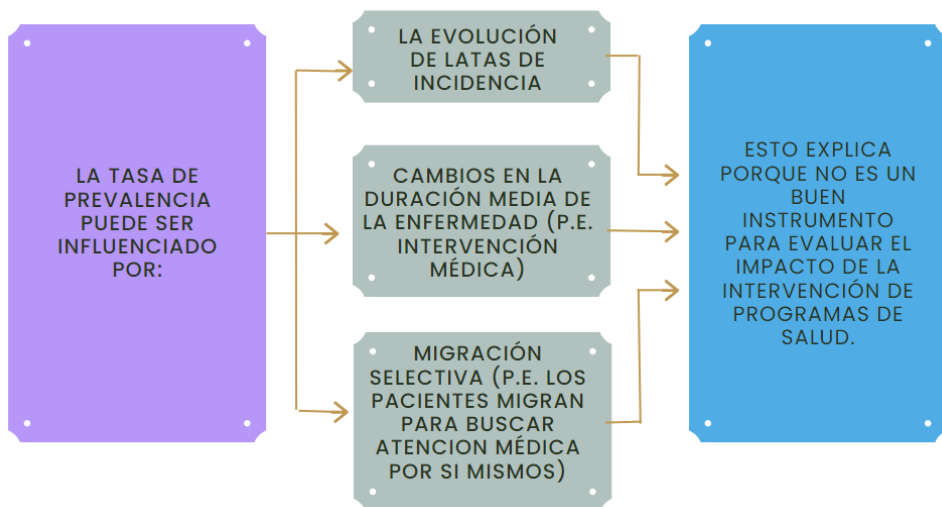 LA TASA DE
PREVALENCIA
PUEDE SER
INFLUENCIADO
POR:
LA EVOLUCIÓN
DE LATAS DE
INCIDENCIA
CAMBIOS EN LA
DURACIÓN MEDIA DE
LA ENFERMEDAD (P.E.
INTERVENCIÓN
MÉDICA)
MIGRACIÓN
SELECTIVA (P.E. LOS
PACIENTES MIGRAN
PARA BUSCAR
ATENCION MÉDICA
POR SI MISMOS)
ESTO EXPLICA
PORQUE NO ES UN
BUEN
INSTRUMENTO
PARA EVALUAR EL
IMPACTO DE LA
INTERVENCIÓN DE
PROGRAMAS DE
SALUD.